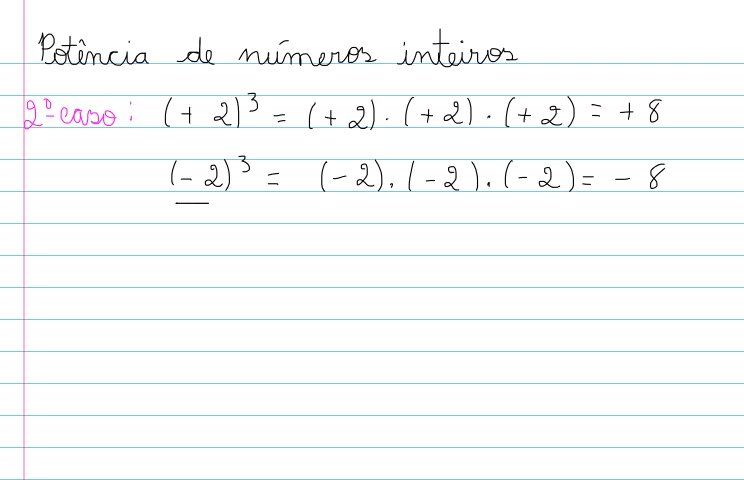 Potência de números inteiros
2º caso: (+ 2)³ = (+2) · (+2) · (+2) = + 8
(- 2)³ = (-2) . (-2) . (-2) = - 8